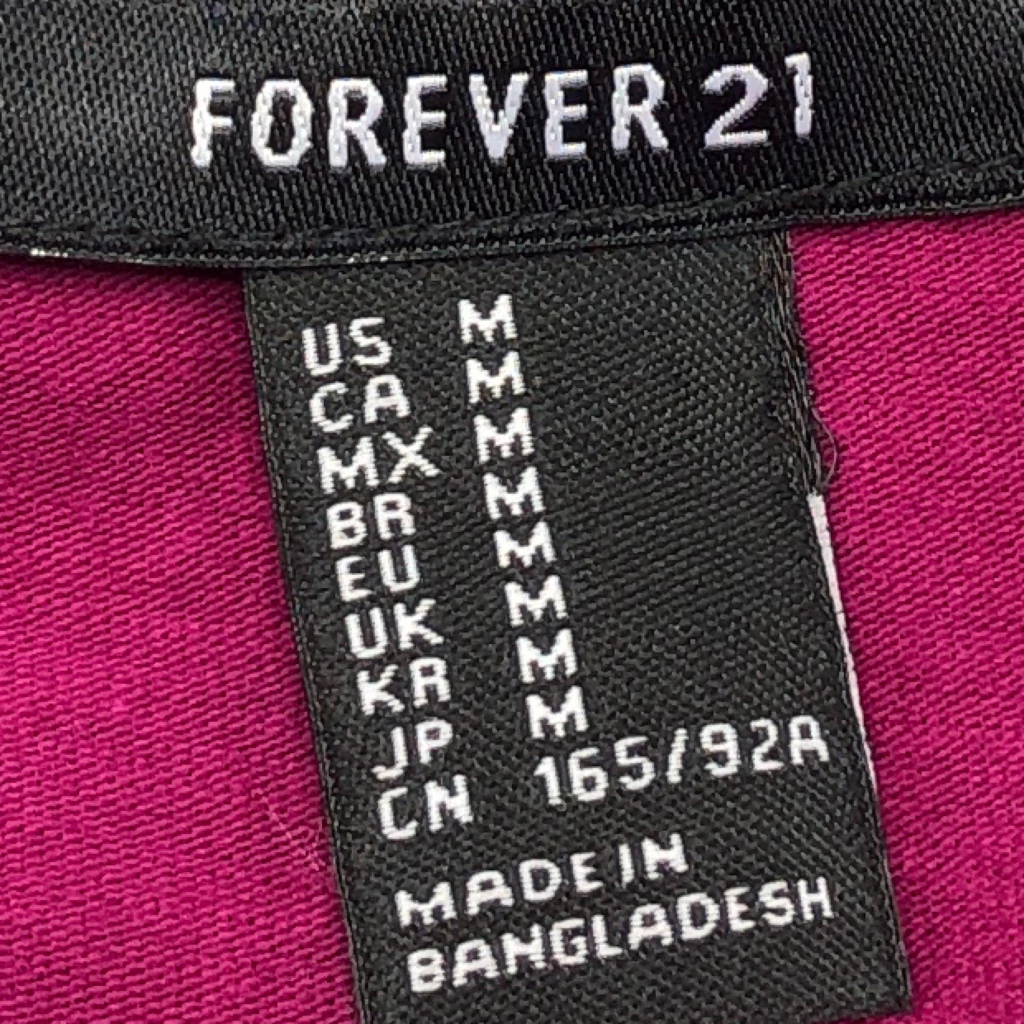 FOREVER 21
US M
CA M
MX M
BR M
EU M
UK M
KR M
JP M
CN 165/92A
MADE IN
BANGLADESH